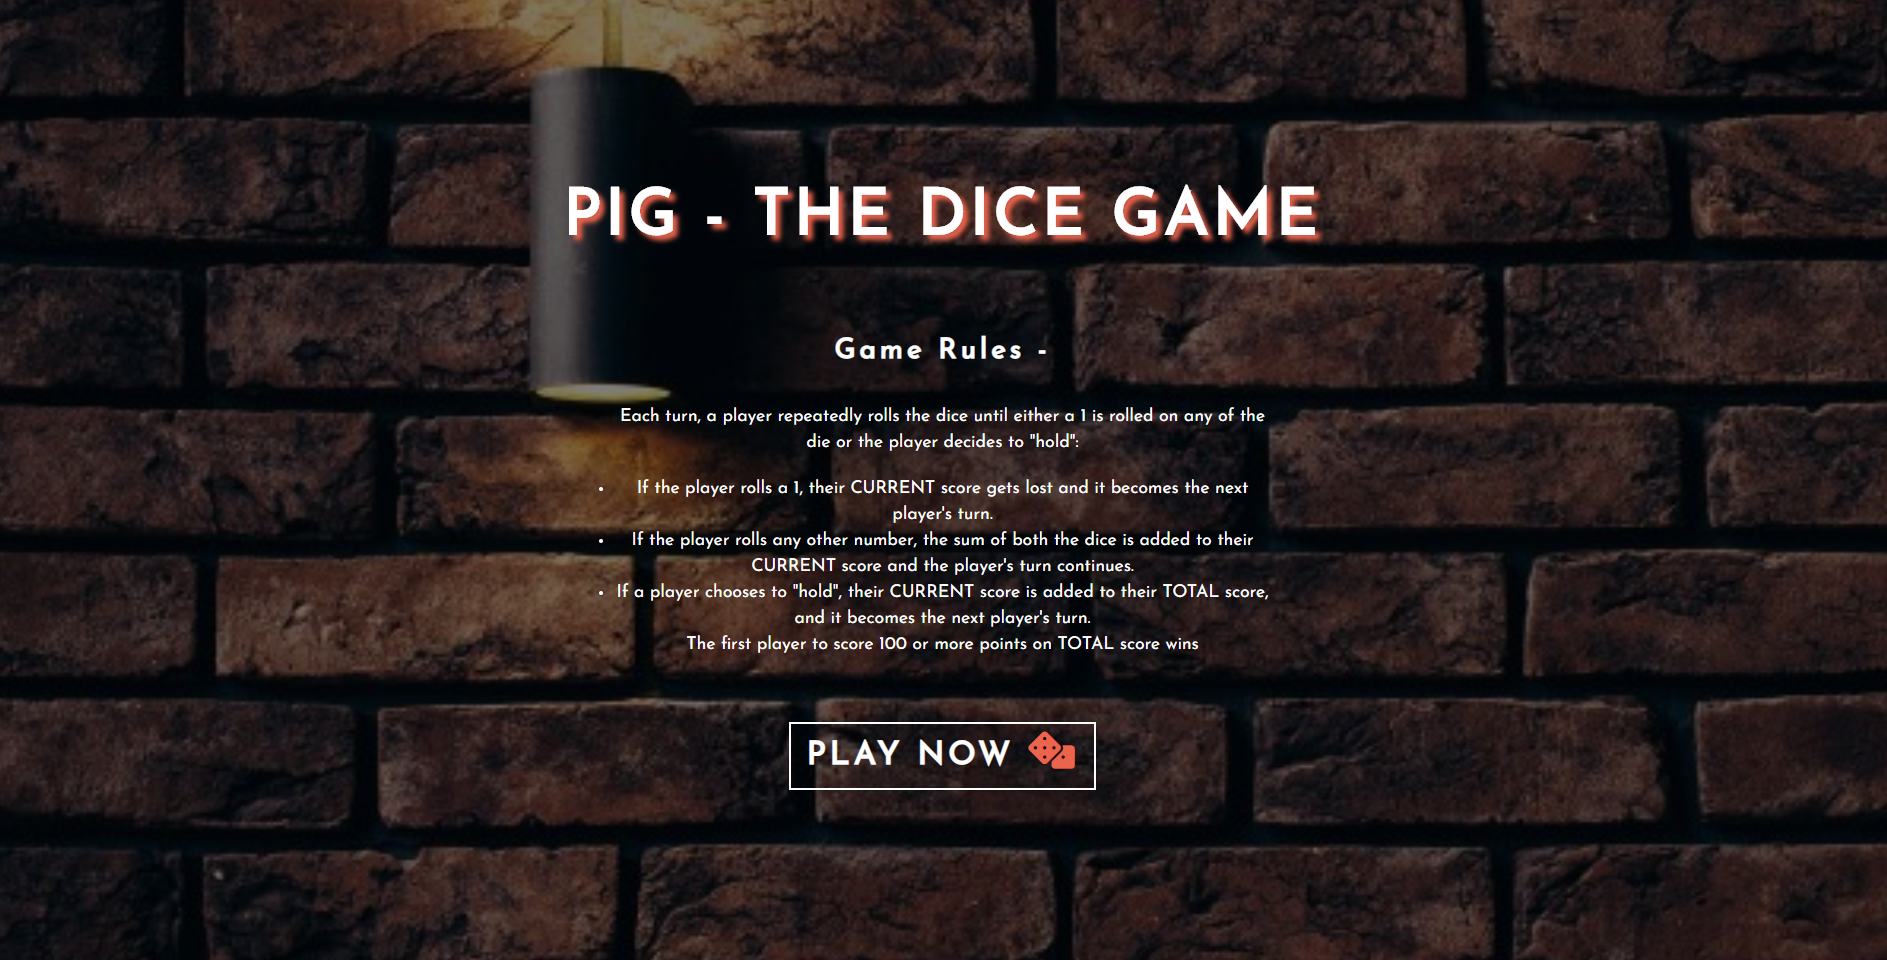 PIG - THE DICE GAME
Game Rules -
Each turn, a player repeatedly rolls the dice until either a 1 is rolled on any of the
die or the player decides to "hold":
• If the player rolls a 1, their CURRENT score gets lost and it becomes the next
player's turn.
• If the player rolls any other number, the sum of both the dice is added to their
CURRENT score and the player's turn continues.
• If a player chooses to "hold", their CURRENT score is added to their TOTAL score,
and it becomes the next player's turn.
The first player to score 100 or more points on TOTAL score wins
PLAY NOW